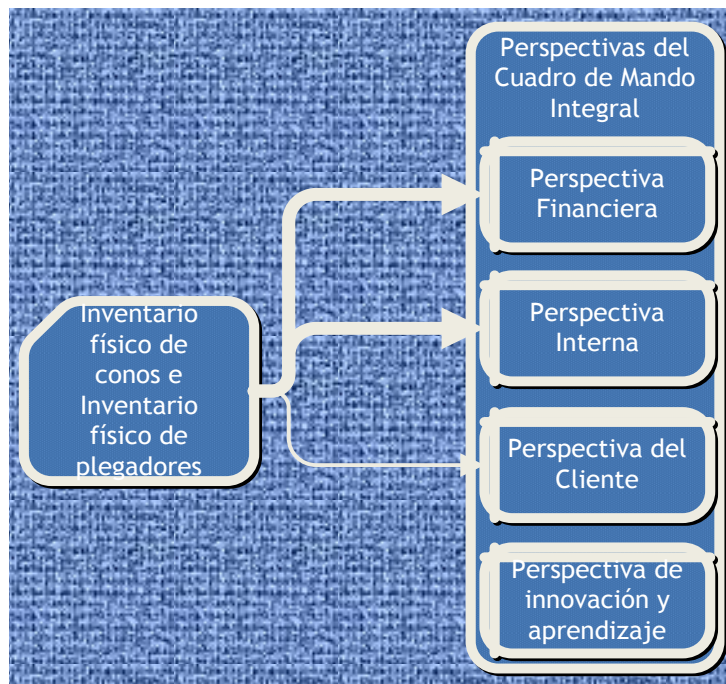 Perspectivas del
Cuadro de Mando
Integral
Perspectiva
Financiera
Perspectiva
Interna
Perspectiva del
Cliente
Perspectiva de
innovación y
aprendizaje
Inventario
físico de
conos e
Inventario
físico de
plegadores